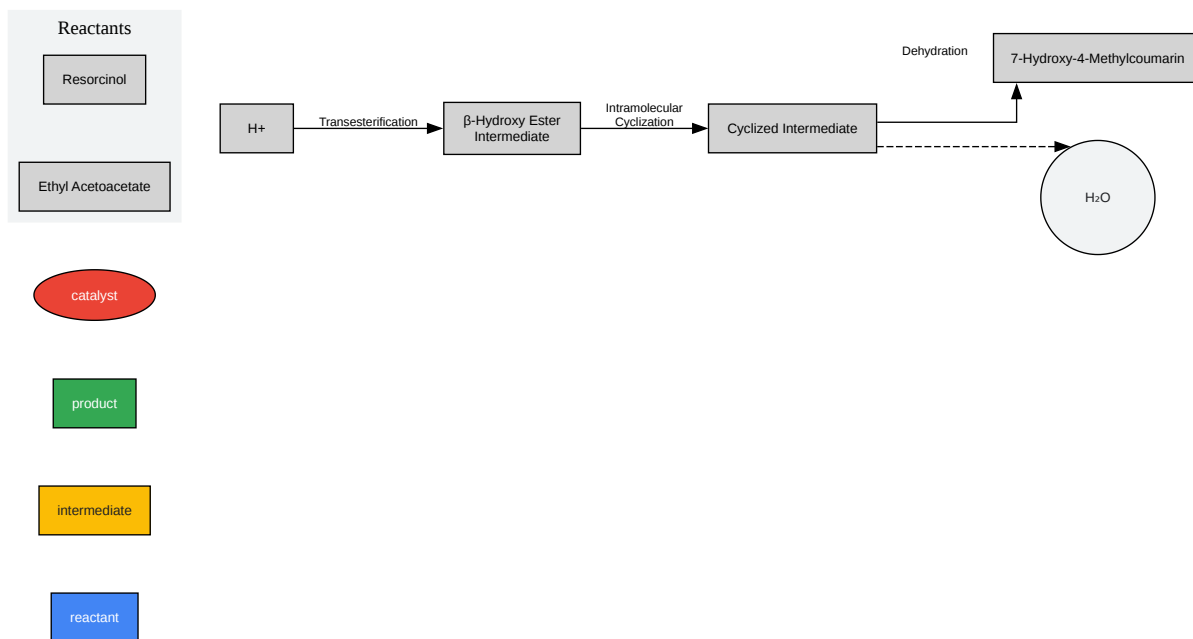 Reactants
Resorcinol
Ethyl Acetoacetate
H+
Transesterification
β-Hydroxy Ester
Intermediate
Intramolecular
Cyclization
Cyclized Intermediate
Dehydration
7-Hydroxy-4-Methylcoumarin
H₂O
catalyst
product
intermediate
reactant